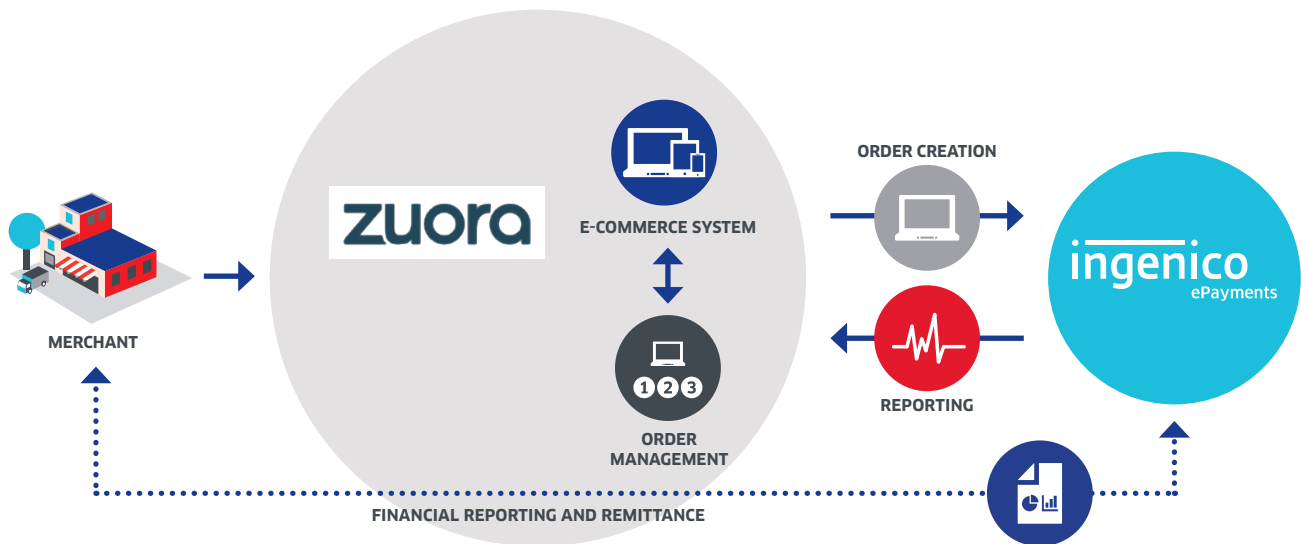 MERCHANT
zuora
E-COMMERCE SYSTEM
1 2 3
ORDER
MANAGEMENT
ORDER CREATION
REPORTING
ingenico
ePayments
FINANCIAL REPORTING AND REMITTANCE